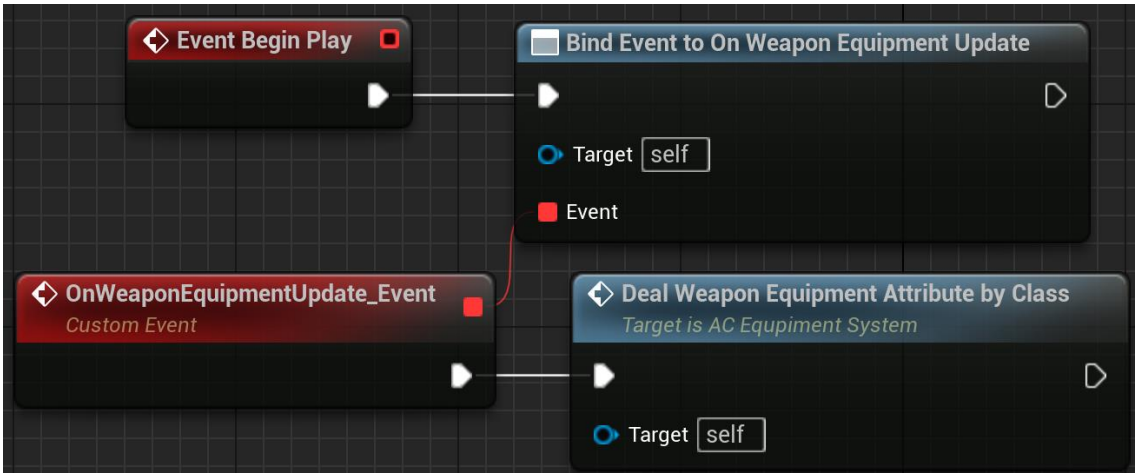 Event Begin Play
Bind Event to On Weapon Equipment Update
Target self
Event
OnWeaponEquipmentUpdate_Event
Custom Event
Deal Weapon Equipment Attribute by Class
Target is AC Equpiment System
Target self